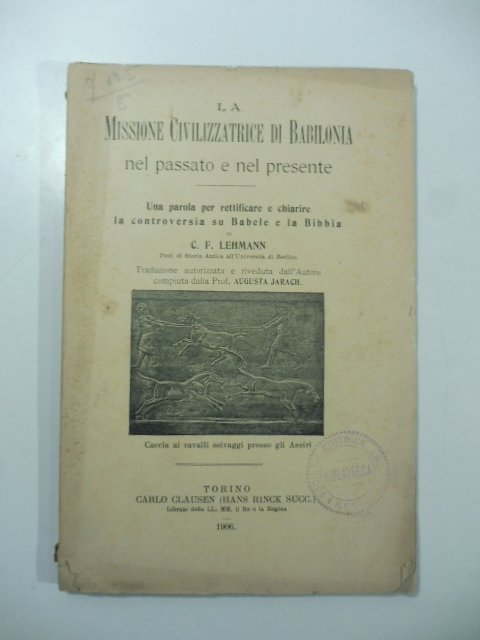 LA
MISSIONE CIVILIZZATRICE DI BABILONIA
nel passato e nel presente
Una parola per rettificare e chiarire
la controversia su Babele e la Bibbia
DI
C. F. LEHMANN
Prof. di Storia Antica all'Università di Berlino
Traduzione autorizzata e riveduta dall'Autore
compiuta dalla Prof. AUGUSTA JARACH.
Caccia ai cavalli selvaggi presso gli Assiri
TORINO
CARLO CLAUSEN (HANS RINCK SUCC.)
Libraio delle LL. MM. il Re e la Regina
1906.
BIBLIOTECA